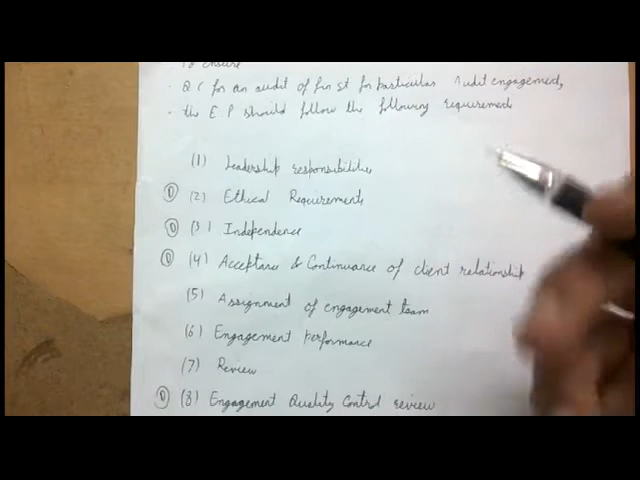 To ensure
- QC for an audit of fin st for particular Audit engagement,
- the E P should follow the following requirements
(1) Leadership responsibilities
(D) (2) Ethical Requirements
(D) (3) Independence
(D) (4) Acceptance & Continuance of client relationship
(5) Assignment of engagement team
(6) Engagement performance
(7) Review
(D) (8) Engagement Quality Control review